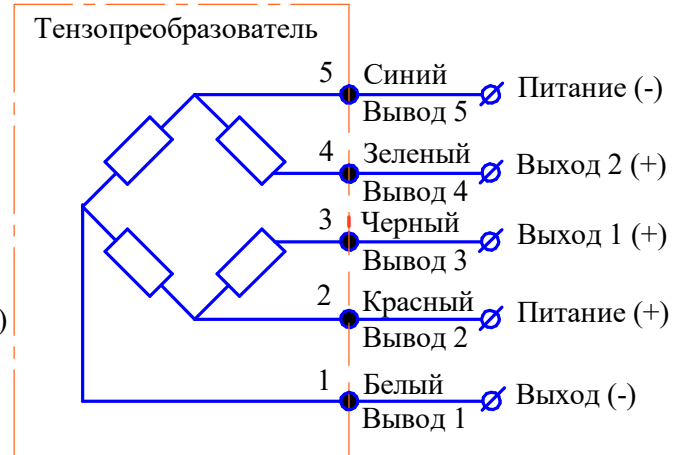 Тензопреобразователь
5 Синий
Вывод 5
Питание (-)
4 Зеленый
Вывод 4
Выход 2 (+)
3 Черный
Вывод 3
Выход 1 (+)
2 Красный
Вывод 2
Питание (+)
)
1 Белый
Вывод 1
Выход (-)